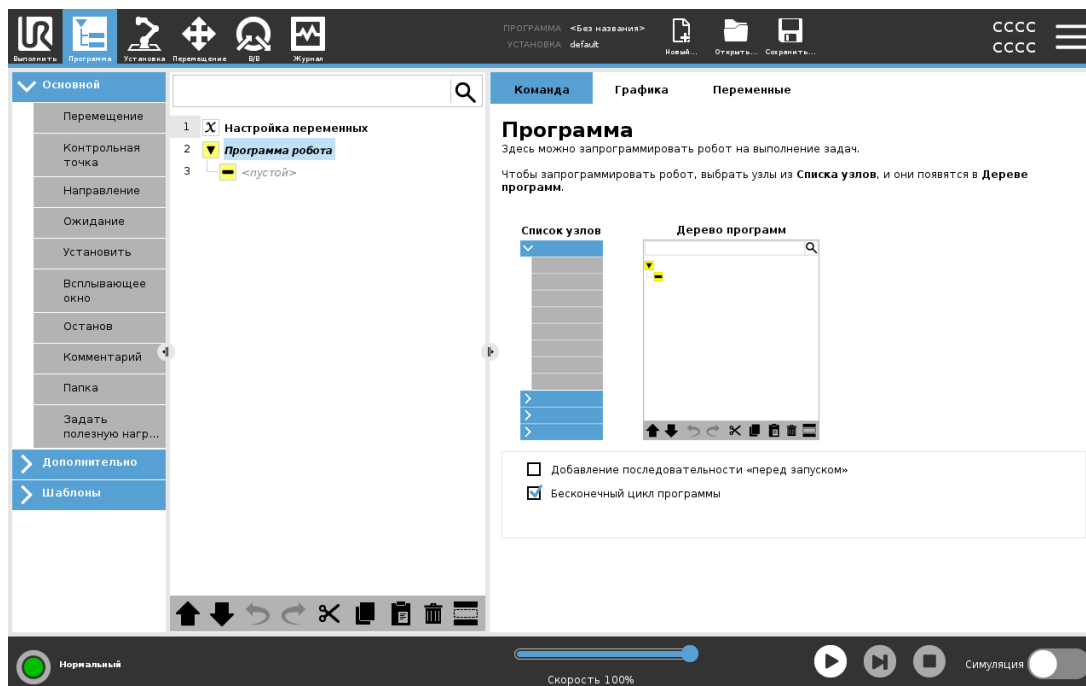 ПРОГРАММА <Без названия>
УСТАНОВКА default
CCCC
CCCC
Выполнить Программа Установка Перемещение В/В Журнал Новый... Открыть... Сохранить...
Основной
Перемещение
Контрольная
точка
Направление
Ожидание
Установить
Всплывающее
окно
Останов
Комментарий
Папка
Задать
полезную нагр...
Дополнительно
Шаблоны
1 X Настройка переменных
2 Программа робота
3 <пустой>
Команда Графика Переменные
Программа
Здесь можно запрограммировать робот на выполнение задач.
Чтобы запрограммировать робот, выбрать узлы из Списка узлов, и они появятся в Дереве
программ.
Список узлов Дерево программ
Добавление последовательности «перед запуском»
Бесконечный цикл программы
Нормальный
Скорость 100%
Симуляция